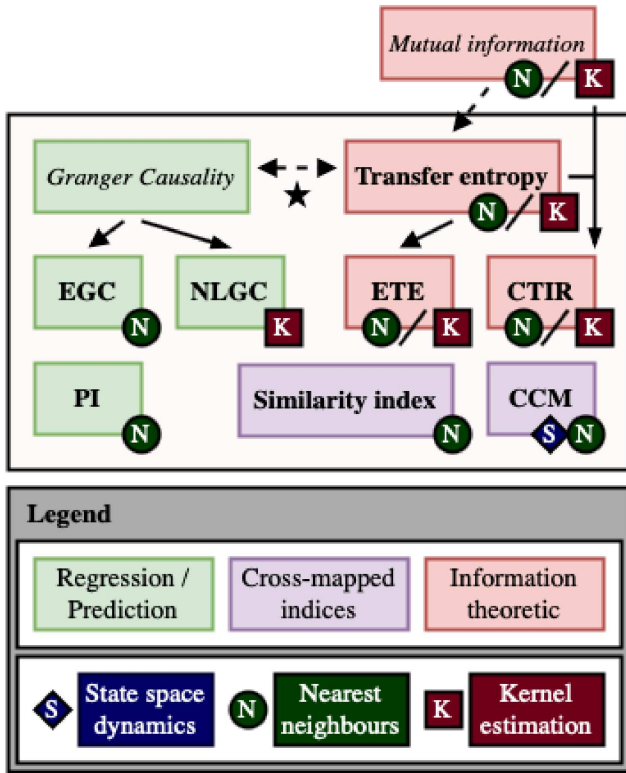 Mutual information
N / K
Granger Causality
★
Transfer entropy
N / K
EGC
N
NLGC
K
ETE
N / K
CTIR
N / K
PI
N
Similarity index
N
CCM
S N
Legend
Regression /
Prediction
Cross-mapped
indices
Information
theoretic
S
State space
dynamics
N
Nearest
neighbours
K
Kernel
estimation